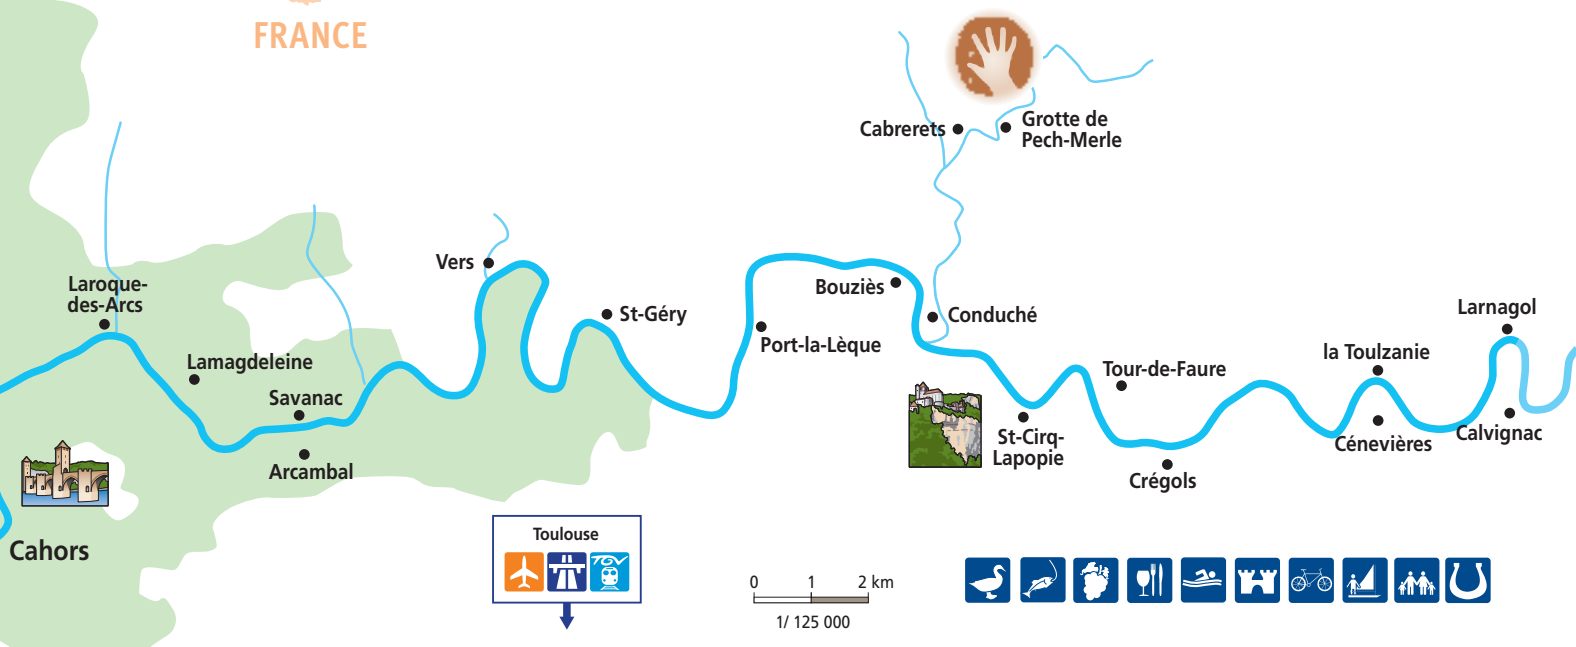 FRANCE
Cabrerets
Grotte de
Pech-Merle
Vers
Laroque-
des-Arcs
Bouziès
St-Géry
Conduché
Port-la-Lèque
Larnagol
la Toulzanie
Lamagdeleine
Tour-de-Faure
Savanac
St-Cirq-
Lapopie
Cénevières
Calvignac
Arcambal
Crégols
Cahors
Toulouse
TGV
0 1 2 km
1/ 125 000